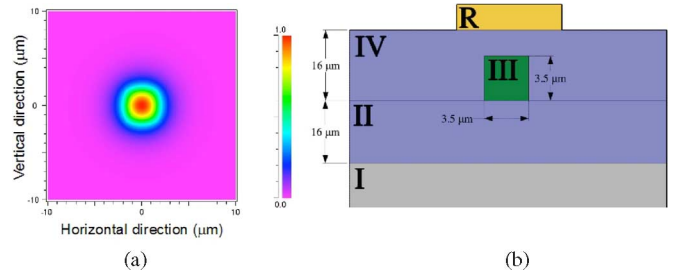 10
0
-10
Vertical direction (µm)
-10
0
10
Horizontal direction (µm)
1.0
0.0
(a)
R
IV
III
II
I
16 µm
16 µm
3.5 µm
3.5 µm
(b)